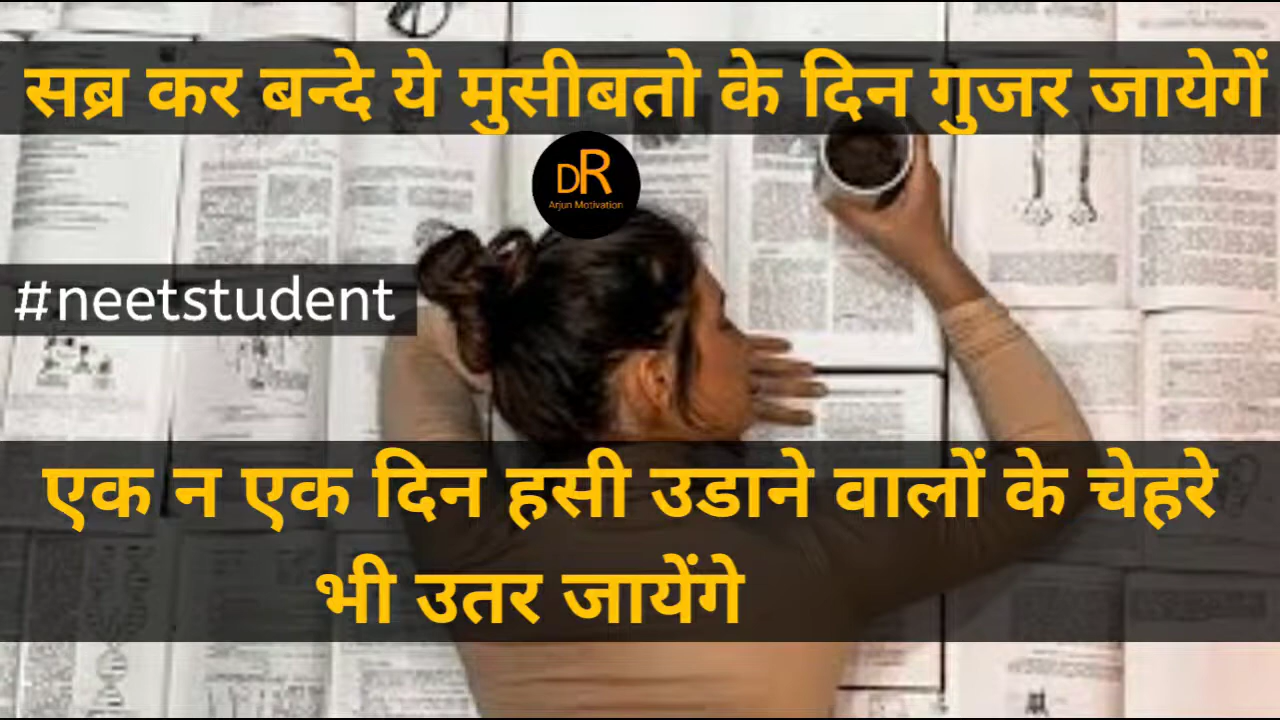 सब्र कर बन्दे ये मुसीबतो के दिन गुजर जायेगें
DR
Arjun Motivation
#neetstudent
एक न एक दिन हसी उडाने वालों के चेहरे
भी उतर जायेंगे